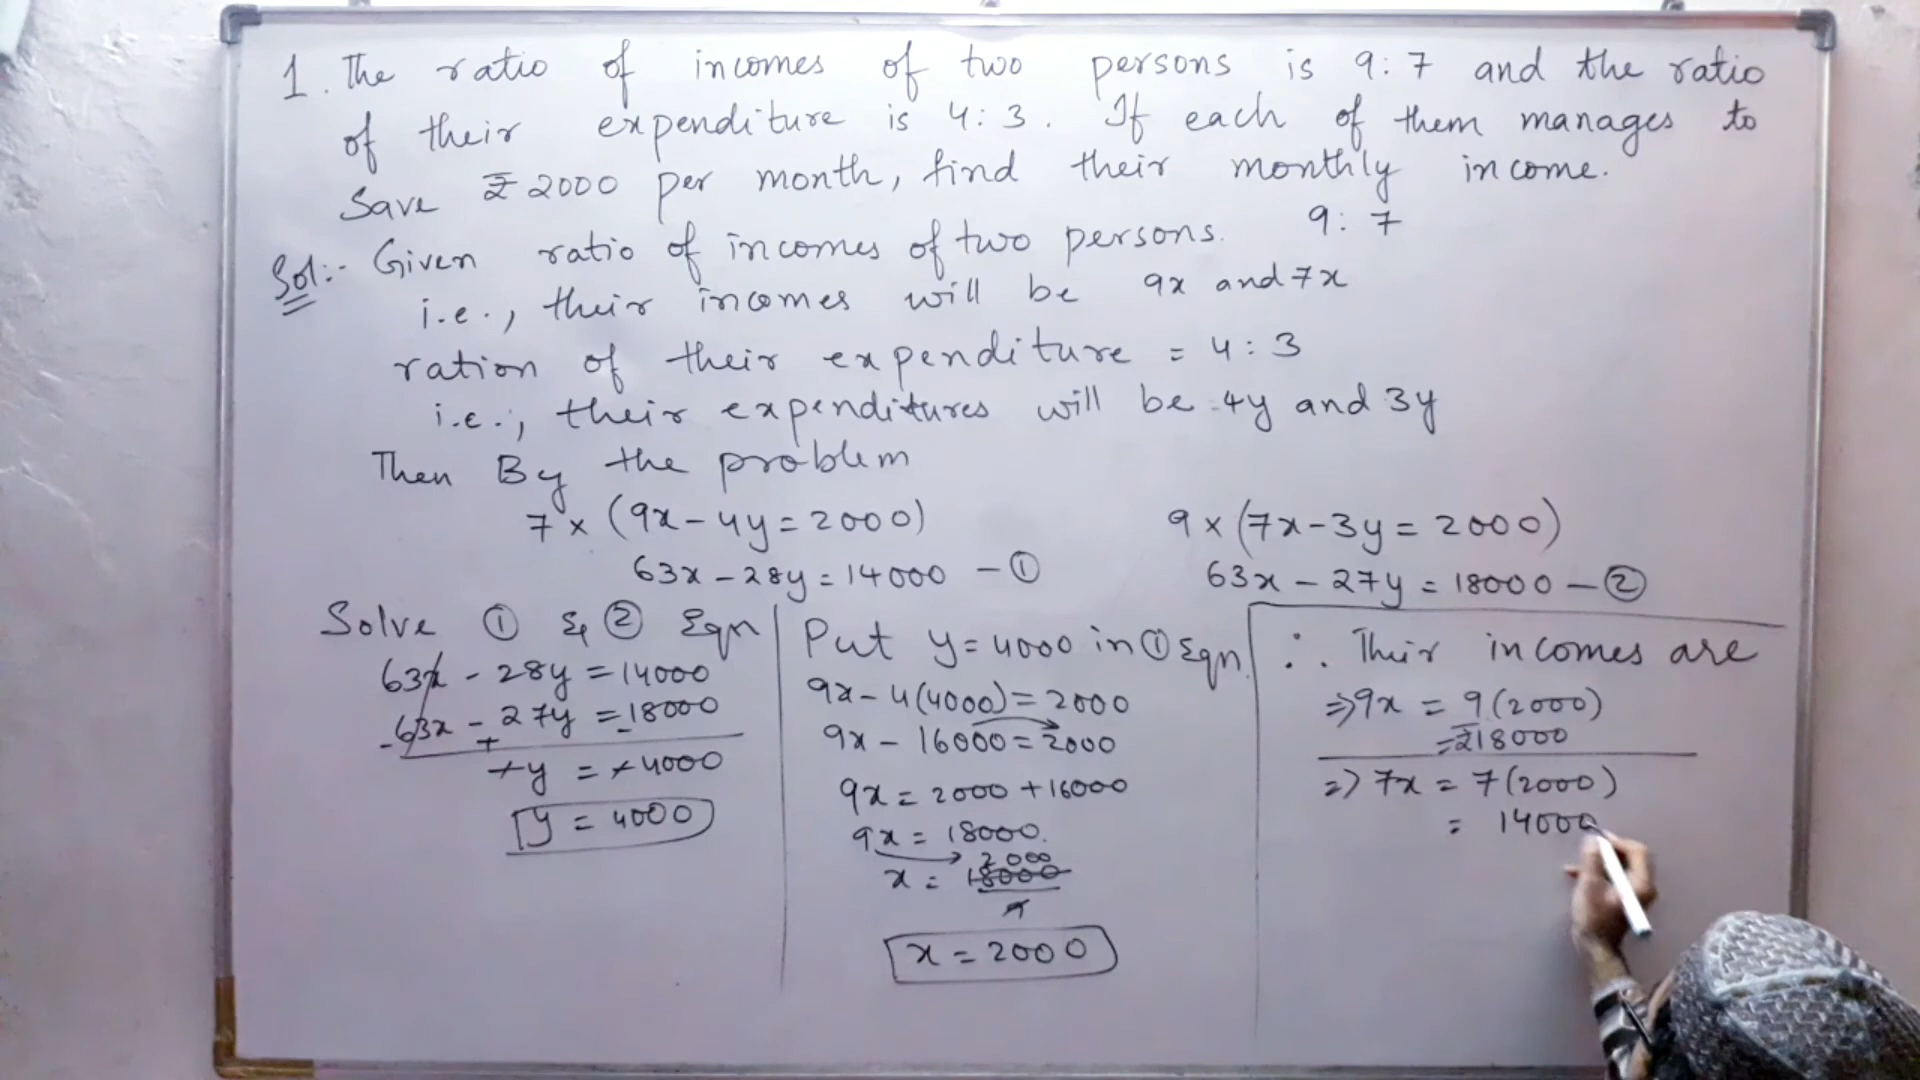 1. The ratio of incomes of two persons is 9:7 and the ratio
of their expenditure is 4:3. If each of them manages to
Save ₹ 2000 per month, find their monthly income.
Sol:- Given ratio of incomes of two persons. 9:7
i.e., their incomes will be 9x and 7x
ration of their expenditure = 4:3
i.e., their expenditures will be 4y and 3y
Then By the problem
7 × (9x - 4y = 2000)
63x - 28y = 14000 - ①
9 × (7x - 3y = 2000)
63x - 27y = 18000 - ②
Solve ① & ② Eqn
63x - 28y = 14000
63x - 27y = 18000
- + -
-y = -4000
y = 4000
Put y = 4000 in ① Eqn
9x - 4(4000) = 2000
9x - 16000 = 2000
9x = 2000 + 16000
9x = 18000.
2000
x = 18000
9
x = 2000
∴ Their incomes are
⇒ 9x = 9(2000)
= ₹18000
⇒ 7x = 7(2000)
= 14000